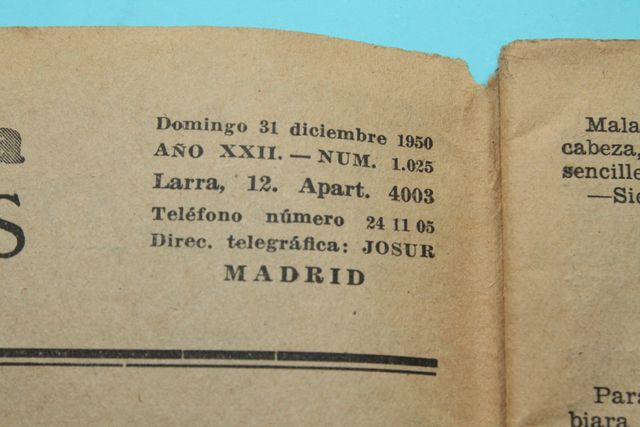 Domingo 31 diciembre 1950
AÑO XXII. — NUM. 1.025
Larra, 12. Apart. 4003
Teléfono número 24 11 05
Direc. telegráfica: JOSUR
MADRID
S
Mala
cabeza,
sencille
—Sie
Para
biara